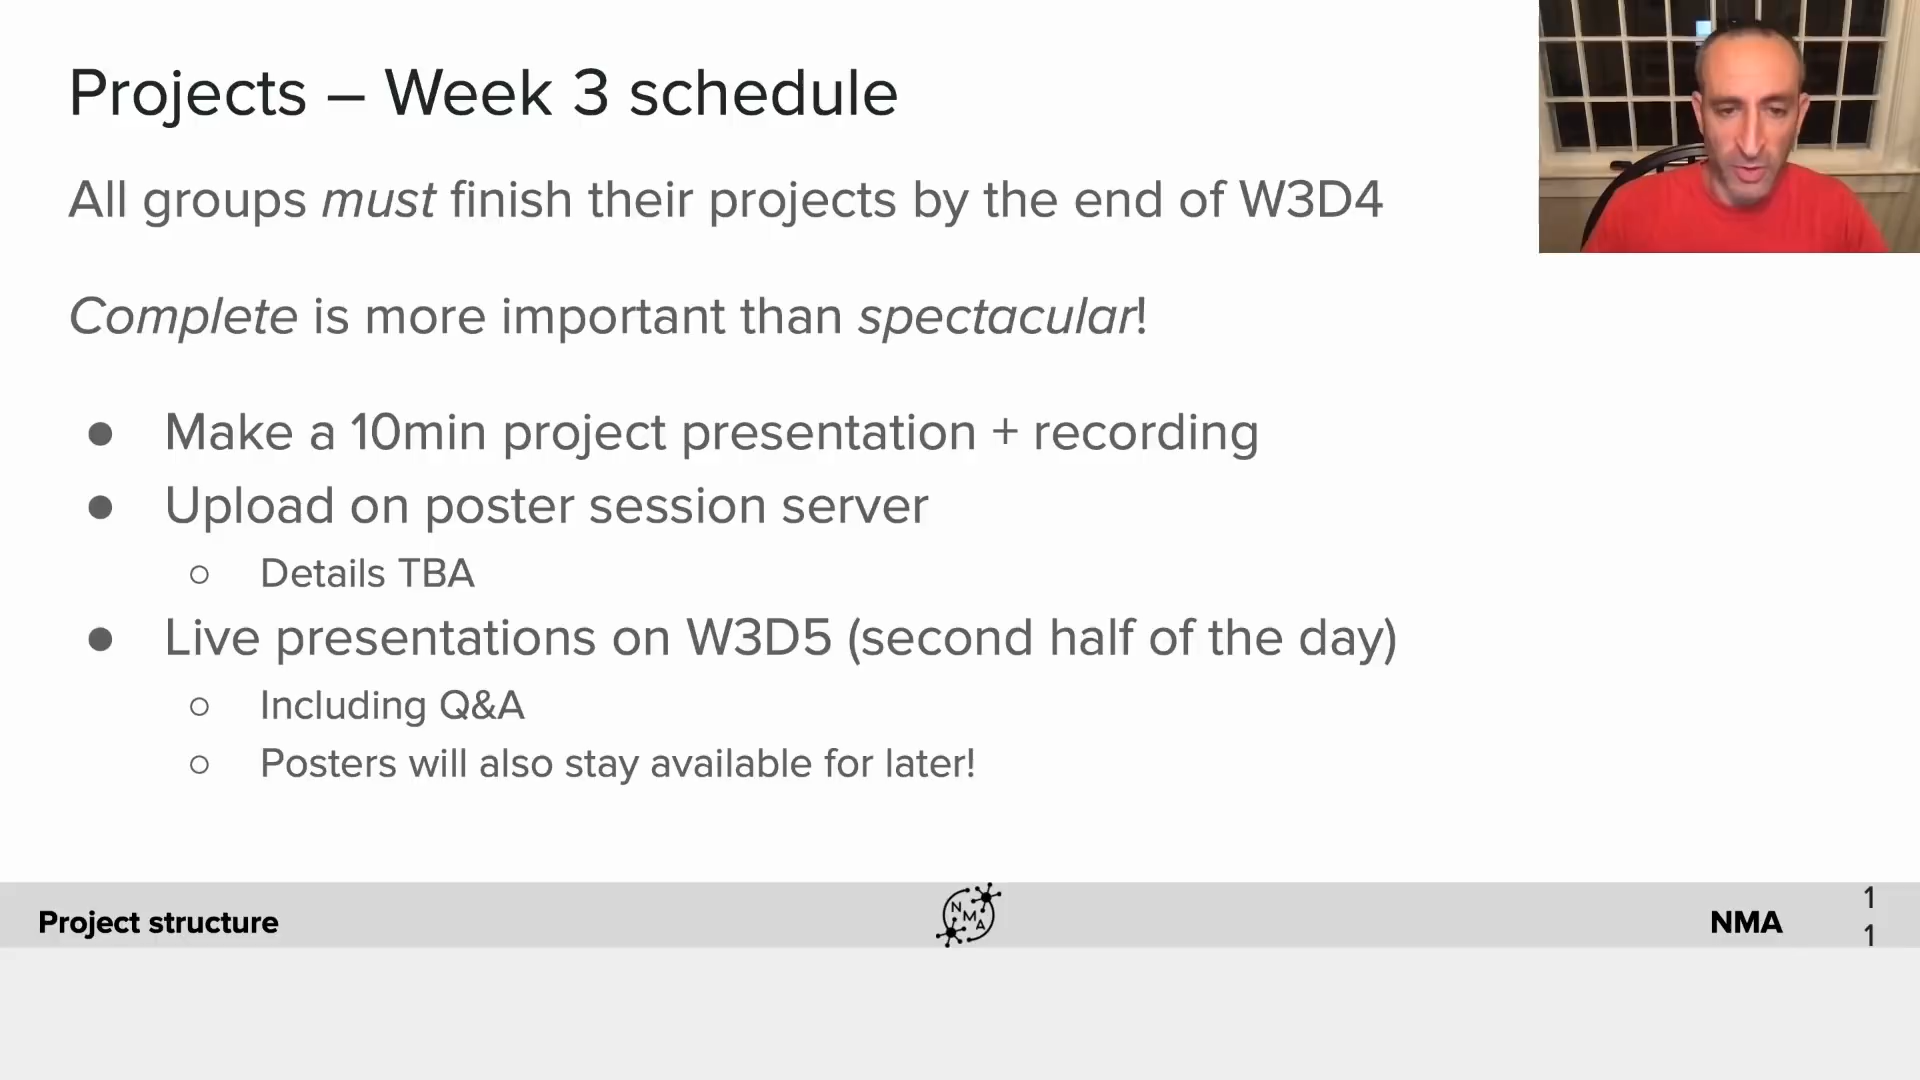 Projects – Week 3 schedule
All groups must finish their projects by the end of W3D4
Complete is more important than spectacular!
● Make a 10min project presentation + recording
● Upload on poster session server
○ Details TBA
● Live presentations on W3D5 (second half of the day)
○ Including Q&A
○ Posters will also stay available for later!
Project structure
NMA
NMA
1
1